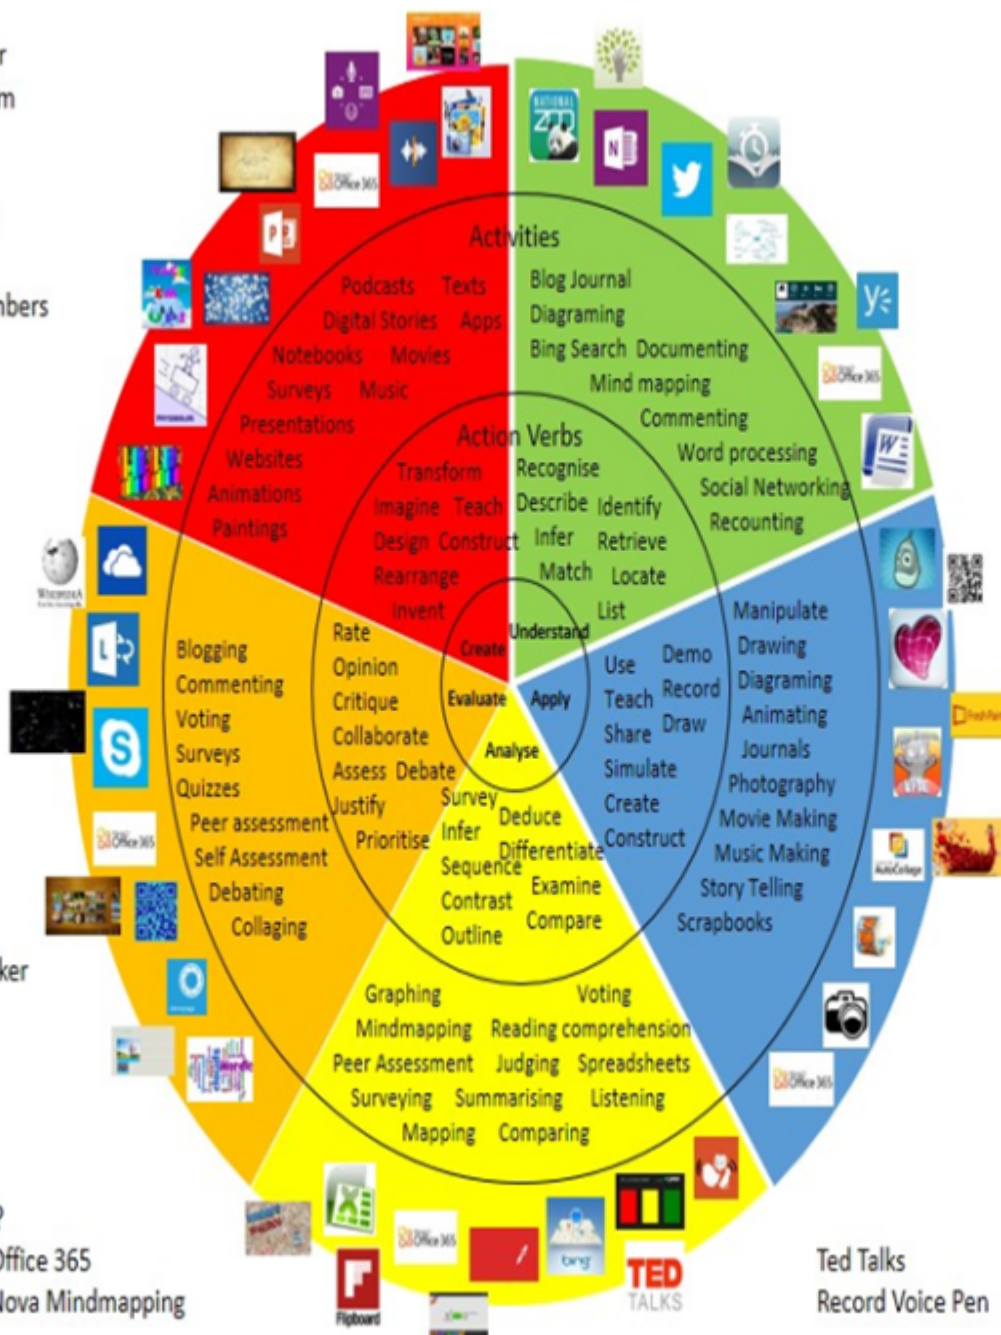 r
m
nbers
ker
?
Office 365
Nova Mindmapping
Ted Talks
Record Voice Pen
Activities
Podcasts Texts
Digital Stories Apps
Notebooks Movies
Surveys Music
Presentations
Websites
Animations
Paintings
Blog Journal
Diagraming
Bing Search Documenting
Mind mapping
Commenting
Word processing
Social Networking
Recounting
Action Verbs
Transform
Imagine Teach
Design Construct
Rearrange
Invent
Recognise
Describe Identify
Infer Retrieve
Match Locate
List
Create
Understand
Evaluate
Apply
Analyse
Blogging
Commenting
Voting
Surveys
Quizzes
Peer assessment
Self Assessment
Debating
Collaging
Rate
Opinion
Critique
Collaborate
Assess Debate
Justify
Prioritise
Use Demo
Teach Record
Share Draw
Simulate
Create
Construct
Manipulate
Drawing
Diagraming
Animating
Journals
Photography
Movie Making
Music Making
Story Telling
Scrapbooks
Survey
Deduce
Infer
Differentiate
Sequence
Examine
Contrast
Compare
Outline
Graphing Voting
Mindmapping Reading comprehension
Peer Assessment Judging Spreadsheets
Surveying Summarising Listening
Mapping Comparing
NATIONAL
ZOO
N
Office 365
P
y
Office 365
W
WIKIPEDIA
L
S
Office 365
FreshPaint
AutoCollage
Office 365
X
Office 365
bing
F
Flipboard
TED
TALKS